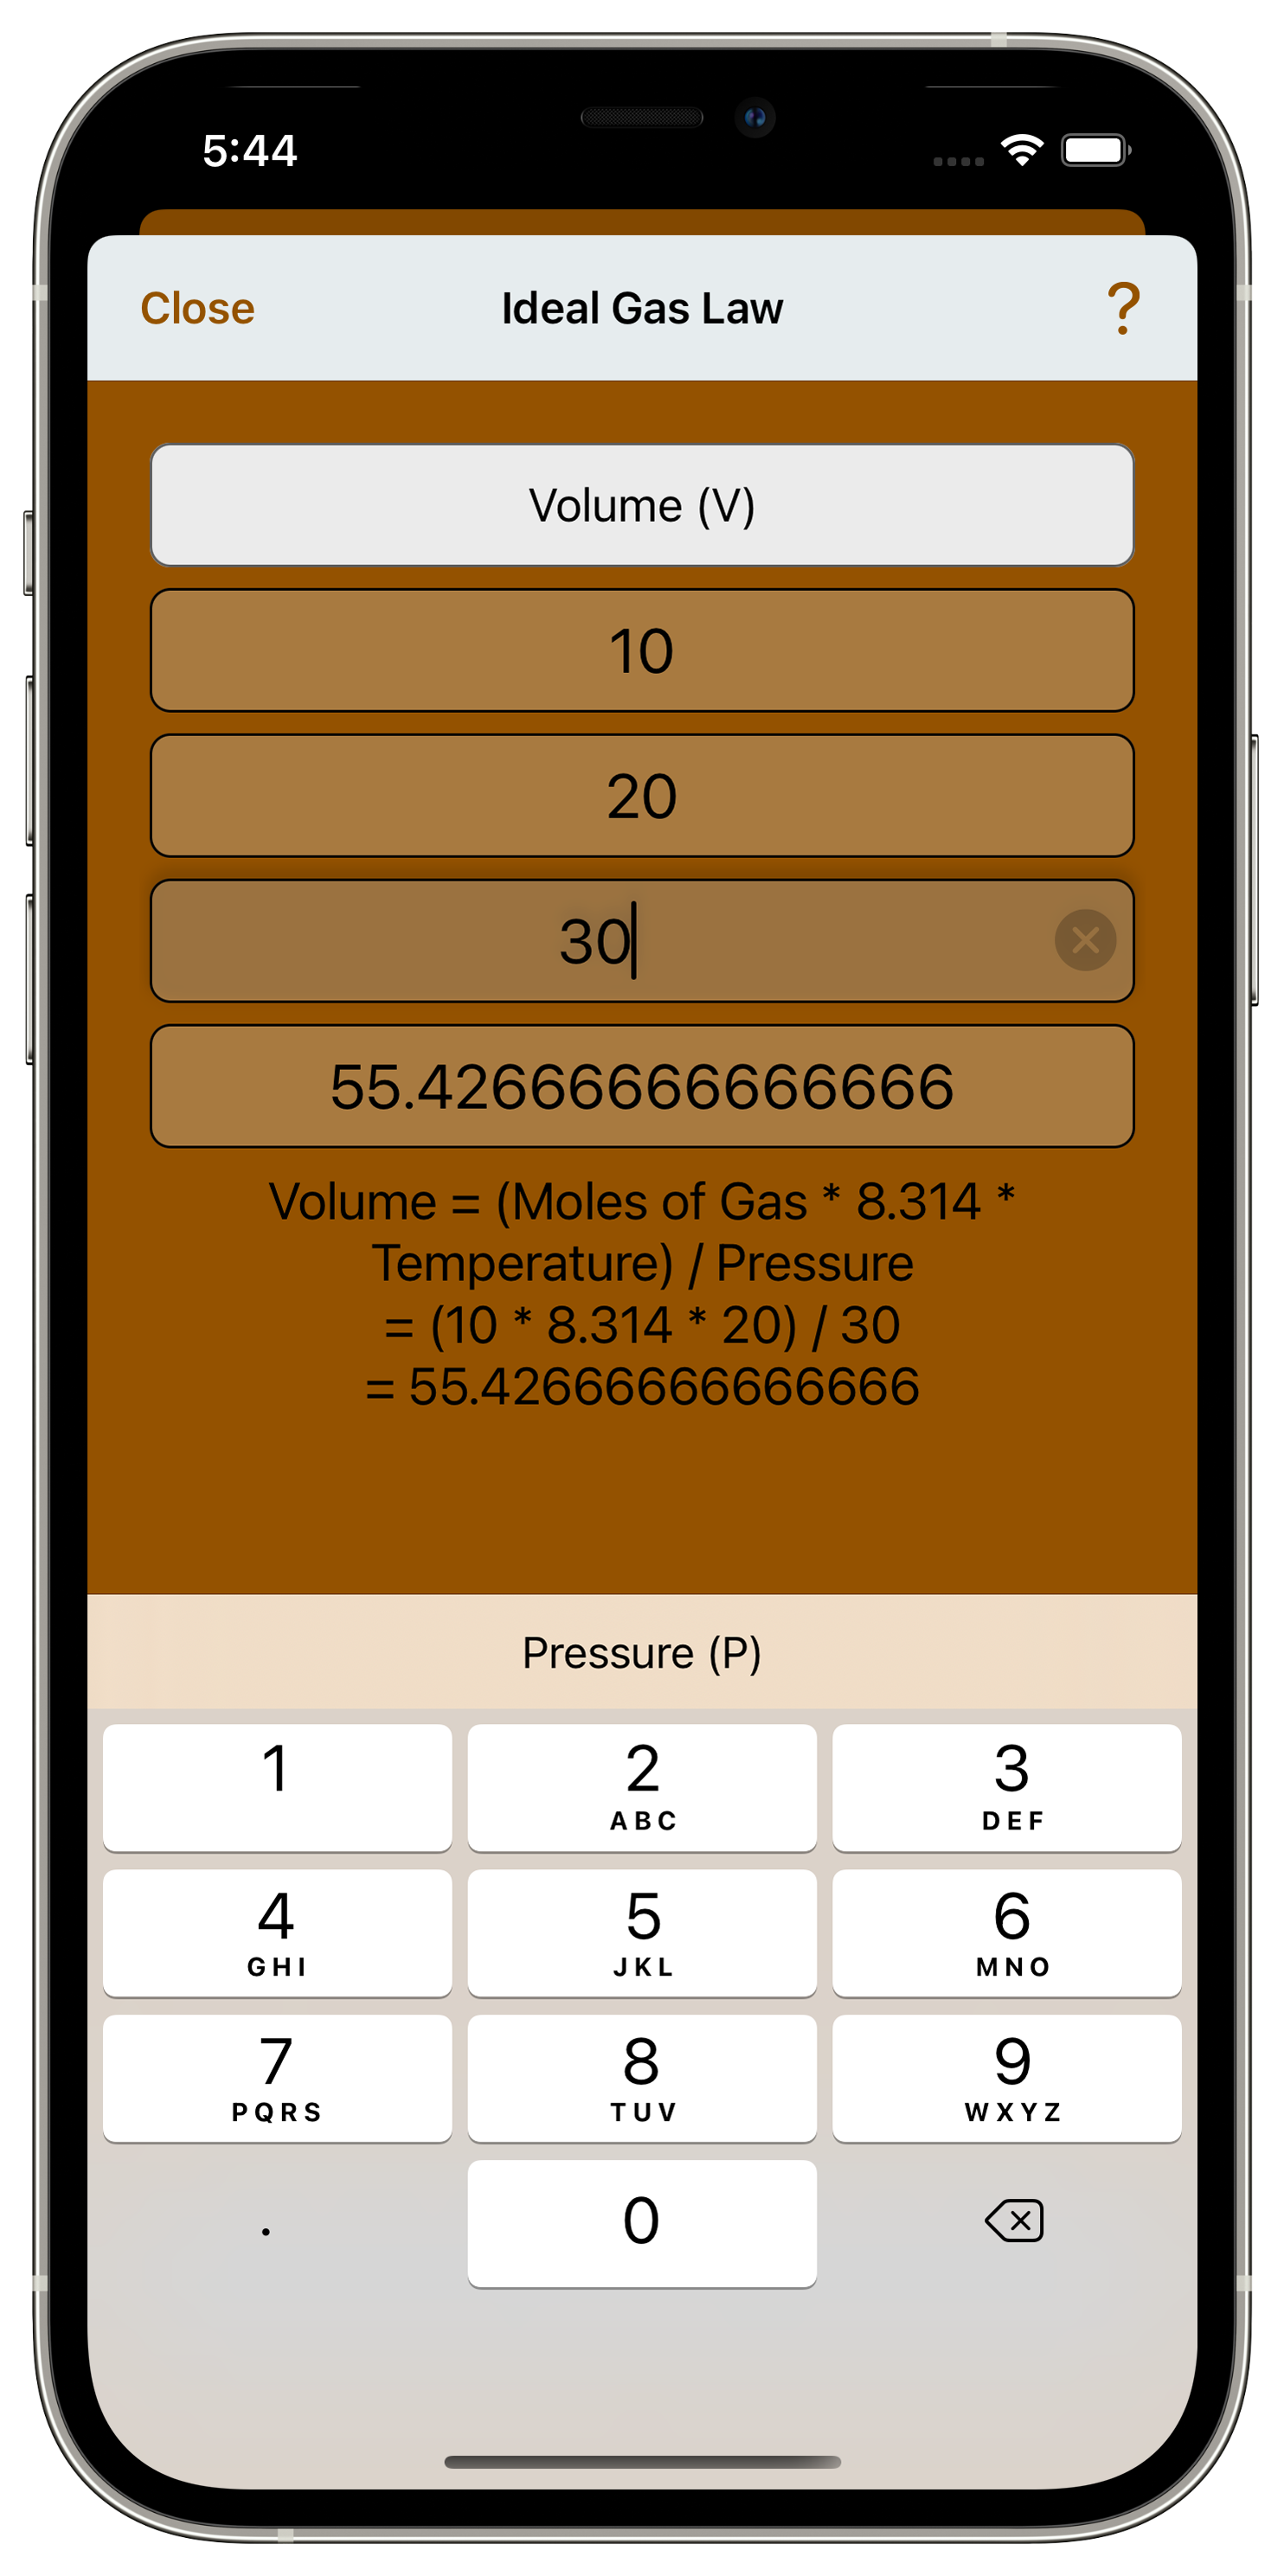 5:44
Close Ideal Gas Law ?
Volume (V)
10
20
30
55.42666666666666
Volume = (Moles of Gas * 8.314 *
Temperature) / Pressure
= (10 * 8.314 * 20) / 30
= 55.42666666666666
Pressure (P)
1 2 3
ABC DEF
4 5 6
GHI JKL MNO
7 8 9
PQRS TUV WXYZ
. 0